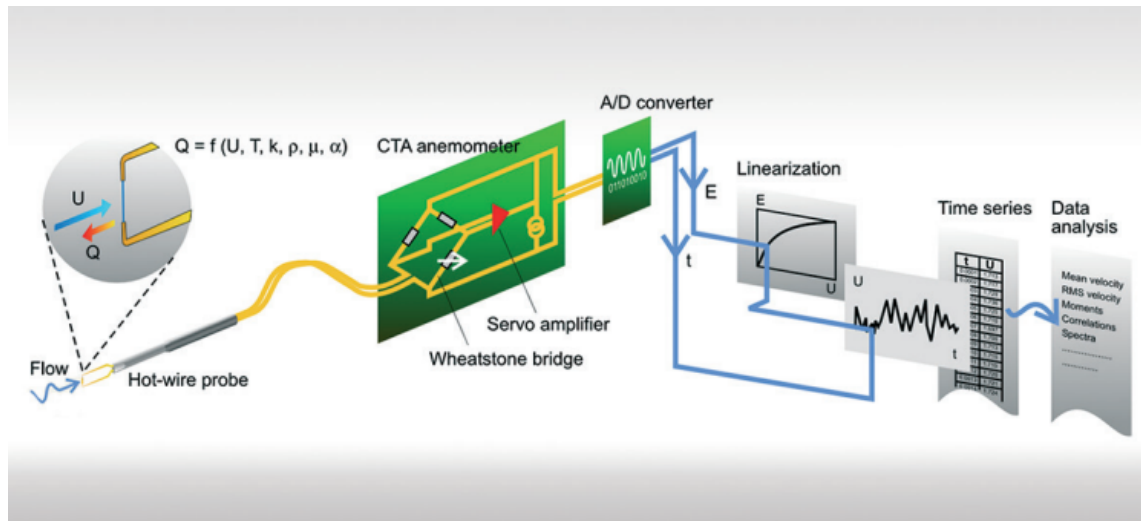 A/D converter
Q = f (U, T, k, ρ, μ, α)
CTA anemometer
U
Q
011010010
E
t
Linearization
E
U
Time series
Data
analysis
t U
U
t
Mean velocity
RMS velocity
Moments
Correlations
Spectra
Servo amplifier
Wheatstone bridge
Flow
Hot-wire probe